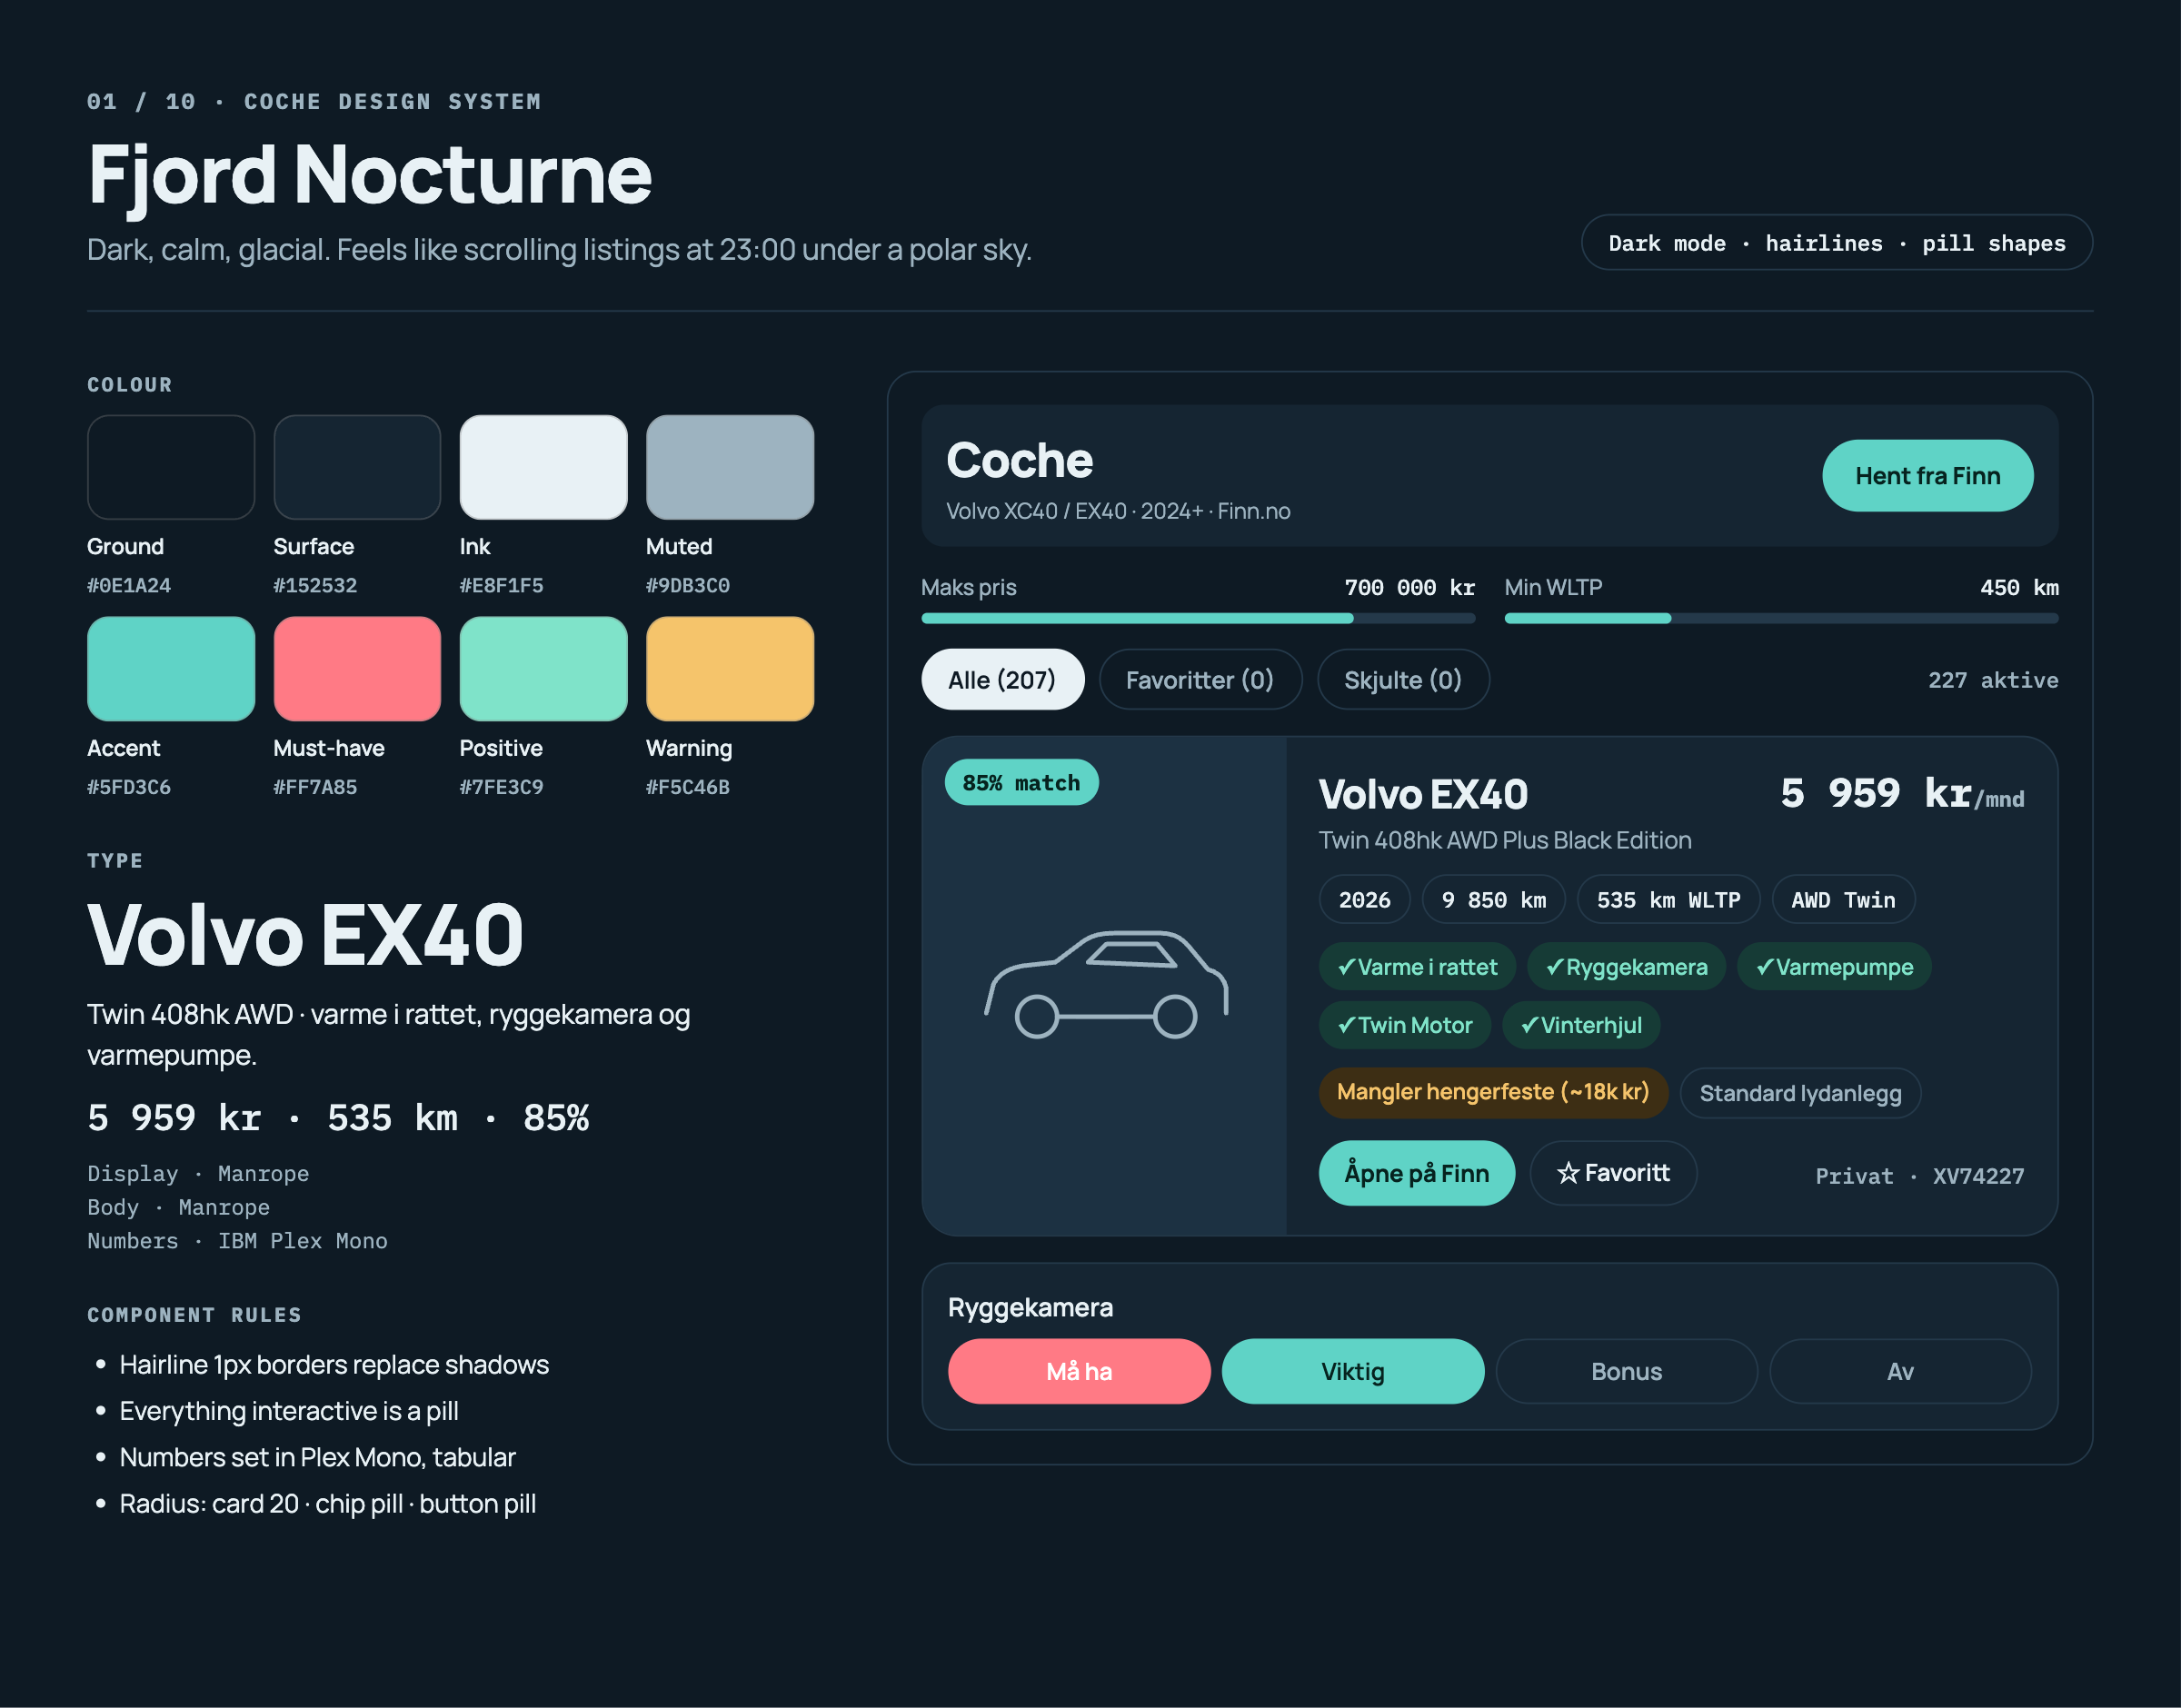 01 / 10 · COCHE DESIGN SYSTEM
Fjord Nocturne
Dark, calm, glacial. Feels like scrolling listings at 23:00 under a polar sky.
Dark mode · hairlines · pill shapes
COLOUR
Ground
#0E1A24
Surface
#152532
Ink
#E8F1F5
Muted
#9DB3C0
Accent
#5FD3C6
Must-have
#FF7A85
Positive
#7FE3C9
Warning
#F5C46B
TYPE
Volvo EX40
Twin 408hk AWD · varme i rattet, ryggekamera og
varmepumpe.
5 959 kr · 535 km · 85%
Display · Manrope
Body · Manrope
Numbers · IBM Plex Mono
COMPONENT RULES
• Hairline 1px borders replace shadows
• Everything interactive is a pill
• Numbers set in Plex Mono, tabular
• Radius: card 20 · chip pill · button pill
Coche
Volvo XC40 / EX40 · 2024+ · Finn.no
Hent fra Finn
Maks pris 700 000 kr
Min WLTP 450 km
Alle (207) Favoritter (0) Skjulte (0) 227 aktive
85% match
Volvo EX40 5 959 kr/mnd
Twin 408hk AWD Plus Black Edition
2026 9 850 km 535 km WLTP AWD Twin
✓Varme i rattet ✓Ryggekamera ✓Varmepumpe
✓Twin Motor ✓Vinterhjul
Mangler hengerfeste (~18k kr) Standard lydanlegg
Åpne på Finn ☆ Favoritt Privat · XV74227
Ryggekamera
Må ha Viktig Bonus Av